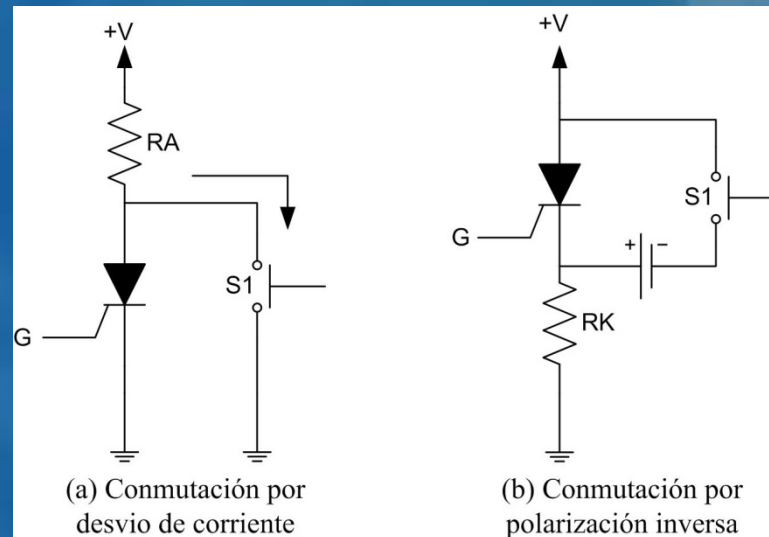 +V
RA
S1
G
(a) Conmutación por
desvio de corriente
+V
S1
G
+ −
RK
(b) Conmutación por
polarización inversa